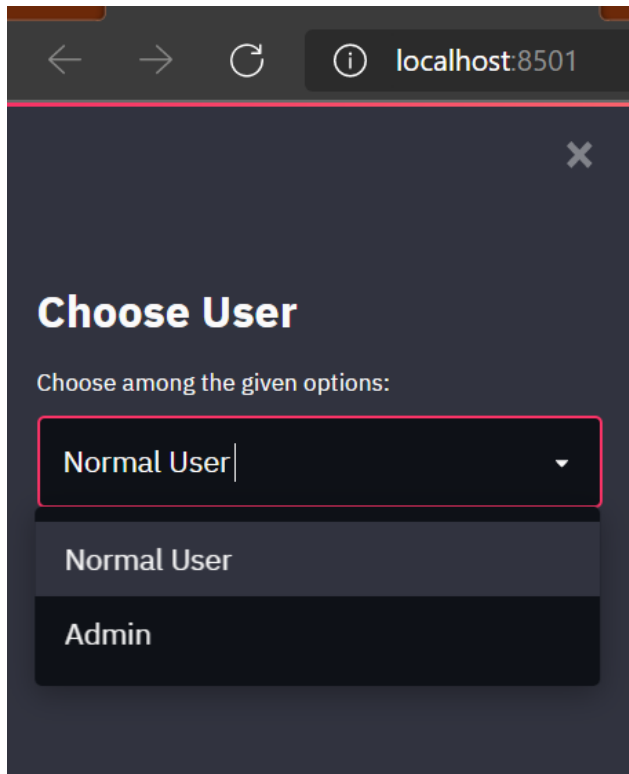 localhost:8501
Choose User
Choose among the given options:
Normal User
Normal User
Admin